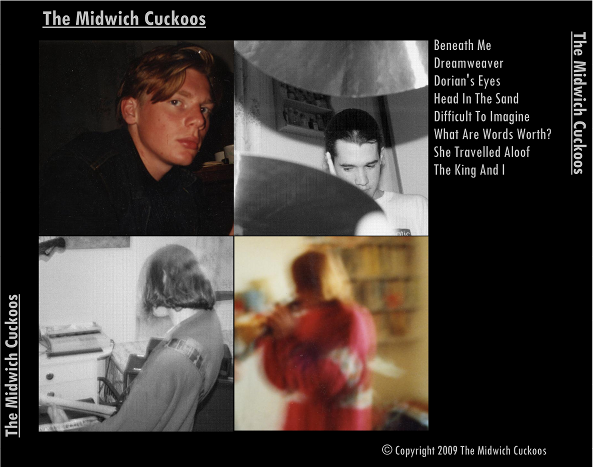 The Midwich Cuckoos
Beneath Me
Dreamweaver
Dorian's Eyes
Head In The Sand
Difficult To Imagine
What Are Words Worth?
She Travelled Aloof
The King And I
The Midwich Cuckoos
The Midwich Cuckoos
© Copyright 2009 The Midwich Cuckoos